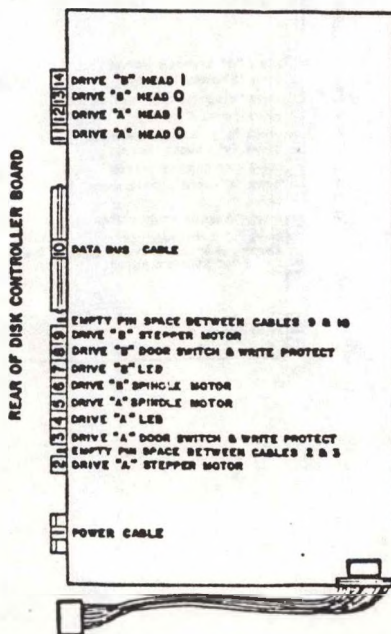 REAR OF DISK CONTROLLER BOARD
14 DRIVE "B" HEAD 1
13 DRIVE "B" HEAD 0
12 DRIVE "A" HEAD 1
11 DRIVE "A" HEAD 0
10 DATA BUS CABLE
EMPTY PIN SPACE BETWEEN CABLES 9 & 10
9 DRIVE "B" STEPPER MOTOR
8 DRIVE "B" DOOR SWITCH & WRITE PROTECT
7 DRIVE "B" LED
6 DRIVE "B" SPINDLE MOTOR
5 DRIVE "A" SPINDLE MOTOR
4 DRIVE "A" LED
3 DRIVE "A" DOOR SWITCH & WRITE PROTECT
EMPTY PIN SPACE BETWEEN CABLES 2 & 3
2 DRIVE "A" STEPPER MOTOR
1 POWER CABLE